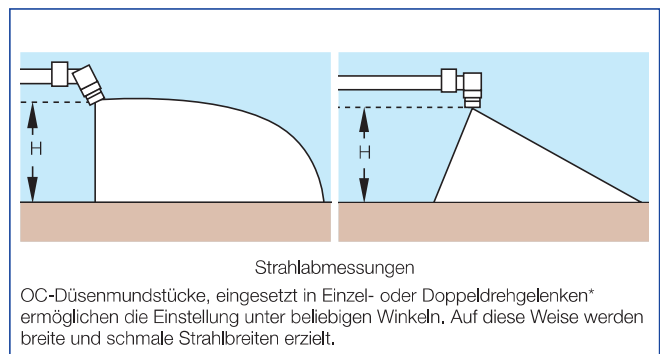 H
H
Strahlabmessungen
OC-Düsenmundstücke, eingesetzt in Einzel- oder Doppeldrehgelenken*
ermöglichen die Einstellung unter beliebigen Winkeln. Auf diese Weise werden
breite und schmale Strahlbreiten erzielt.